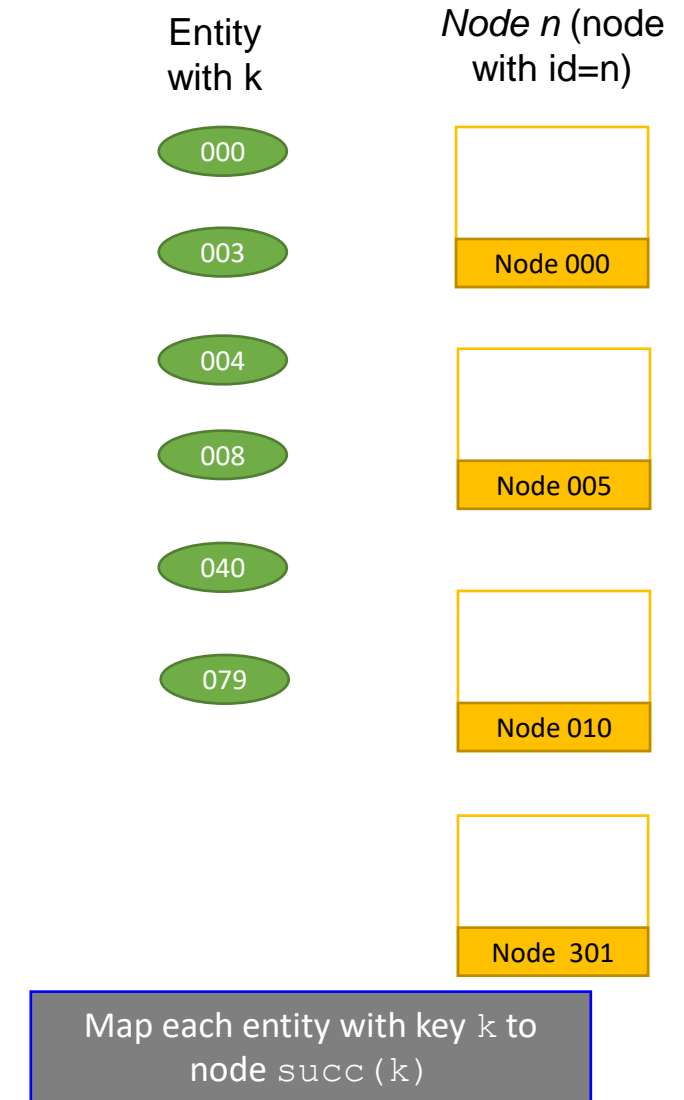 Entity
with k
Node n (node
with id=n)
000
003
Node 000
004
008
Node 005
040
079
Node 010
Node 301
Map each entity with key k to
node succ(k)